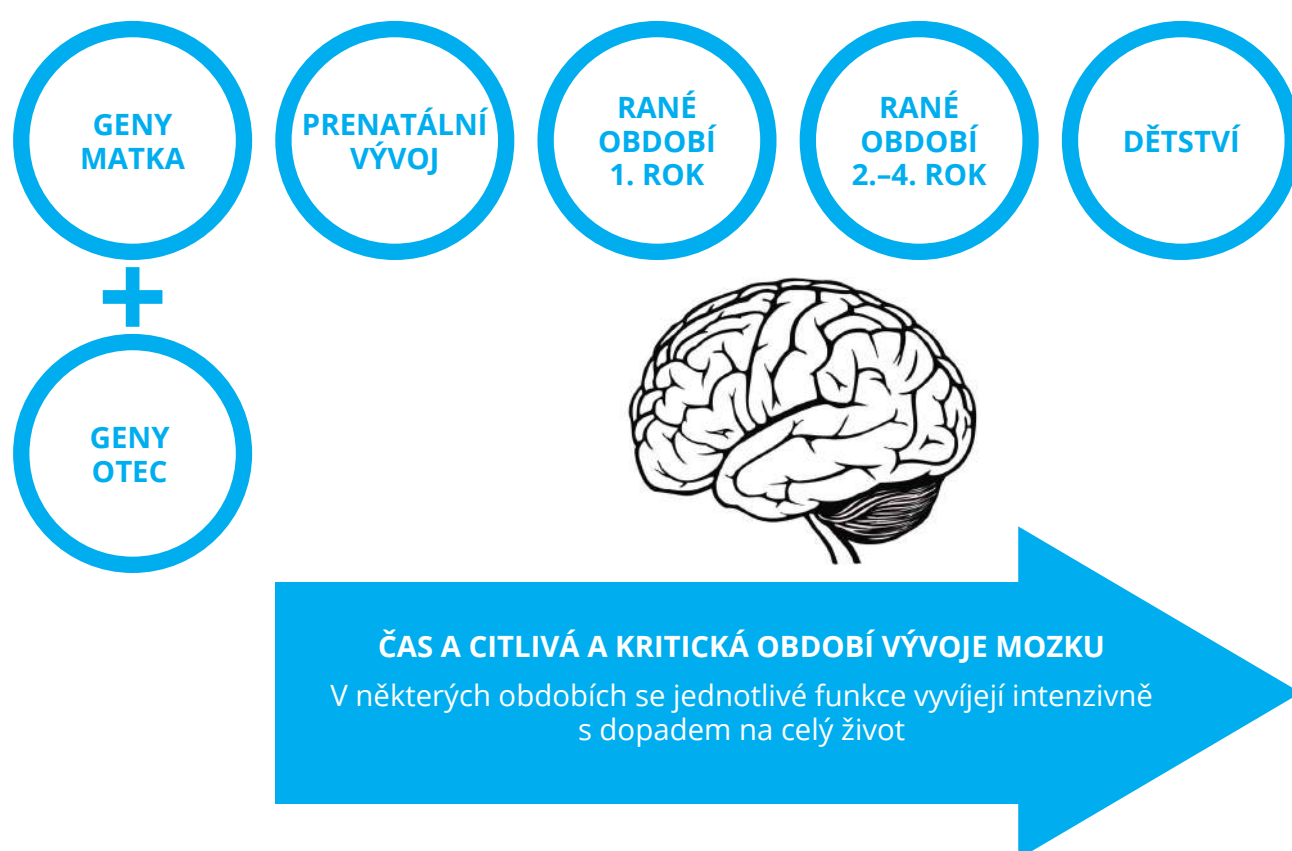 GENY
MATKA
PRENATÁLNÍ
VÝVOJ
RANÉ
OBDOBÍ
1. ROK
RANÉ
OBDOBÍ
2.–4. ROK
DĚTSTVÍ
+
GENY
OTEC
ČAS A CITLIVÁ A KRITICKÁ OBDOBÍ VÝVOJE MOZKU
V některých obdobích se jednotlivé funkce vyvíjejí intenzivně
s dopadem na celý život